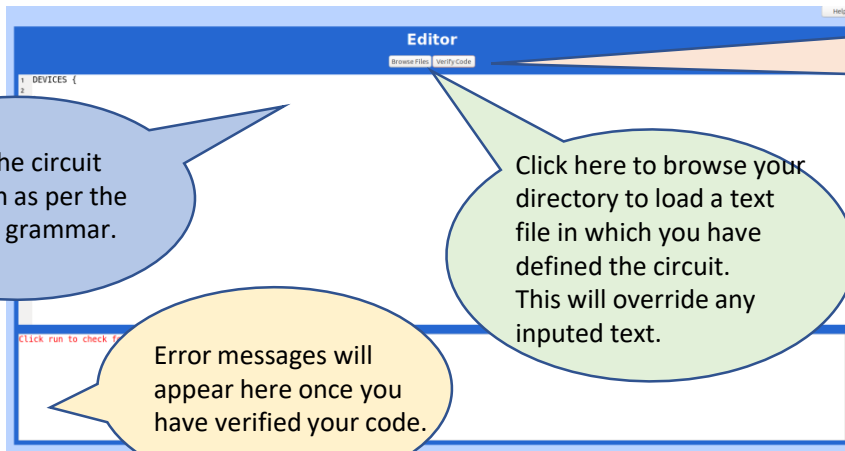 Help
Editor
Browse Files Verify Code
1 DEVICES {
2
he circuit
as per the
grammar.
Click here to browse your
directory to load a text
file in which you have
defined the circuit.
This will override any
inputed text.
Click run to check
Error messages will
appear here once you
have verified your code.